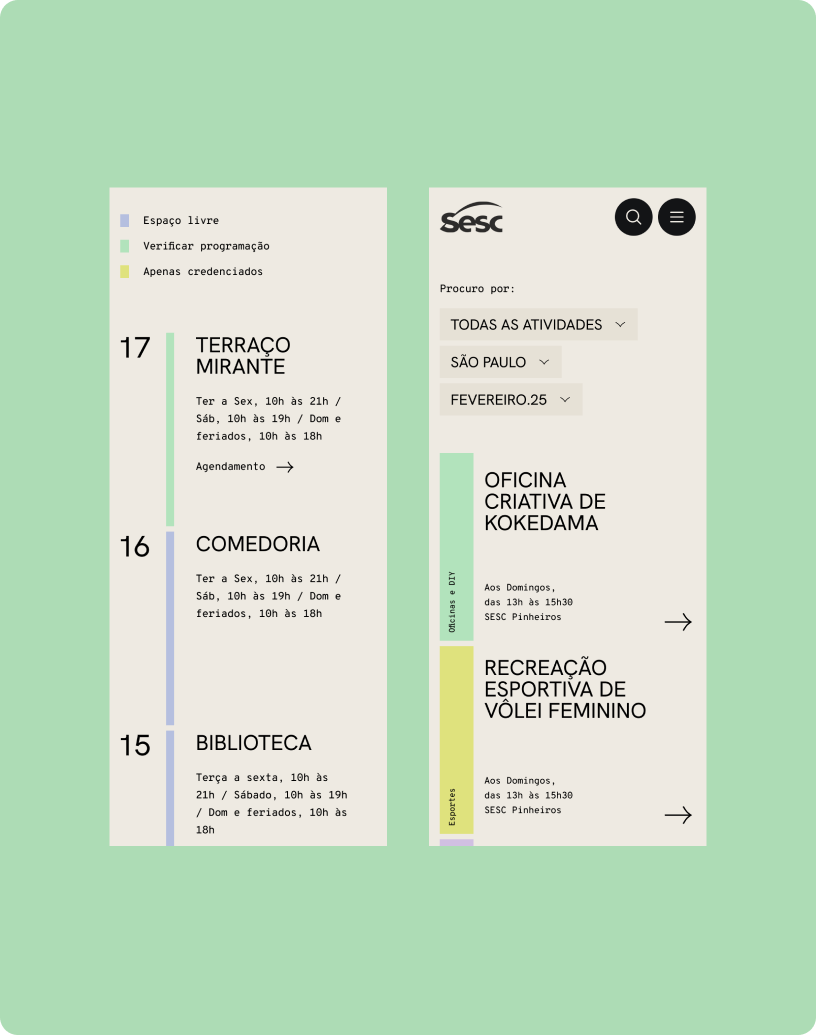 Espaço livre
Verificar programação
Apenas credenciados
17
TERRAÇO
MIRANTE
Ter a Sex, 10h às 21h /
Sáb, 10h às 19h / Dom e
feriados, 10h às 18h
Agendamento
16
COMEDORIA
Ter a Sex, 10h às 21h /
Sáb, 10h às 19h / Dom e
feriados, 10h às 18h
15
BIBLIOTECA
Terça a sexta, 10h às
21h / Sábado, 10h às 19h
/ Dom e feriados, 10h às
18h
Sesc
Procuro por:
TODAS AS ATIVIDADES
SÃO PAULO
FEVEREIRO.25
Oficinas e DIY
OFICINA
CRIATIVA DE
KOKEDAMA
Aos Domingos,
das 13h às 15h30
SESC Pinheiros
Esportes
RECREAÇÃO
ESPORTIVA DE
VÔLEI FEMININO
Aos Domingos,
das 13h às 15h30
SESC Pinheiros